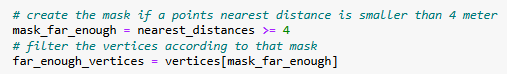 # create the mask if a points nearest distance is smaller than 4 meter
mask_far_enough = nearest_distances >= 4
# filter the vertices according to that mask
far_enough_vertices = vertices[mask_far_enough]